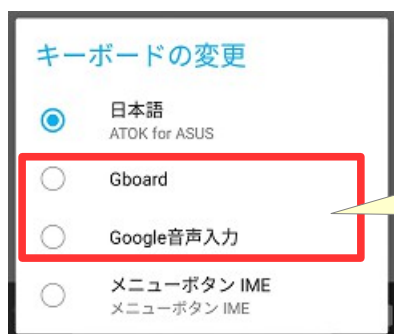 キーボードの変更
日本語
ATOK for ASUS
Gboard
Google音声入力
メニューボタン IME
メニューボタン IME